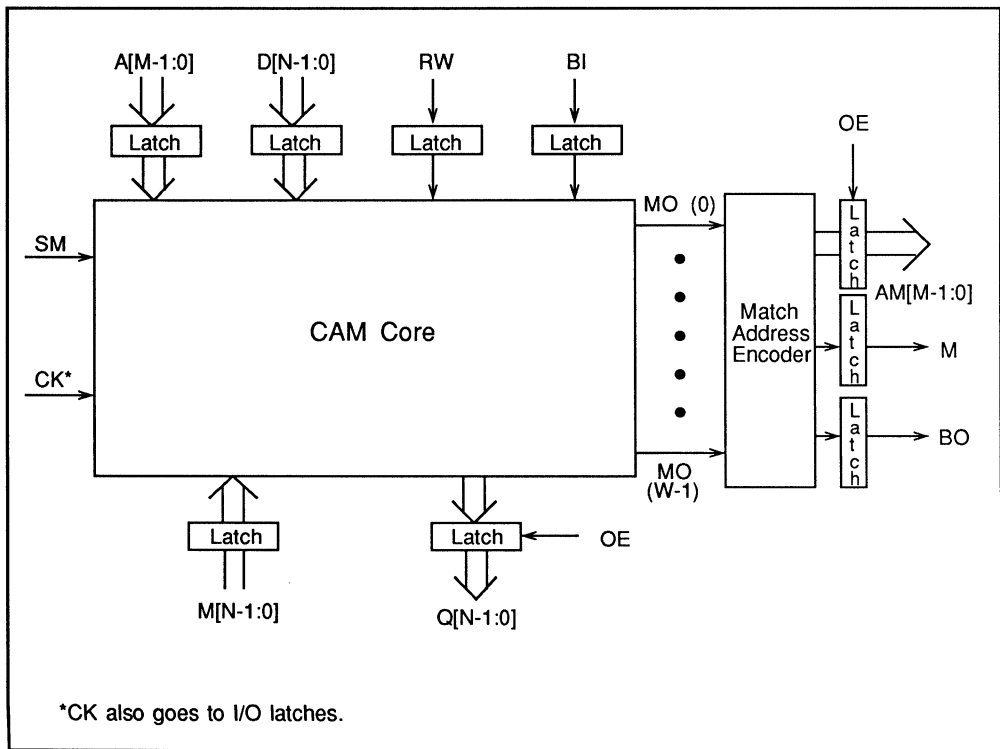 A[M-1:0] D[N-1:0] RW BI
OE
Latch Latch Latch Latch
MO (0)
Latch
SM
AM[M-1:0]
CAM Core
Match
Address
Encoder
Latch
M
CK*
Latch
BO
MO
(W-1)
Latch
Latch
OE
M[N-1:0]
Q[N-1:0]
*CK also goes to I/O latches.